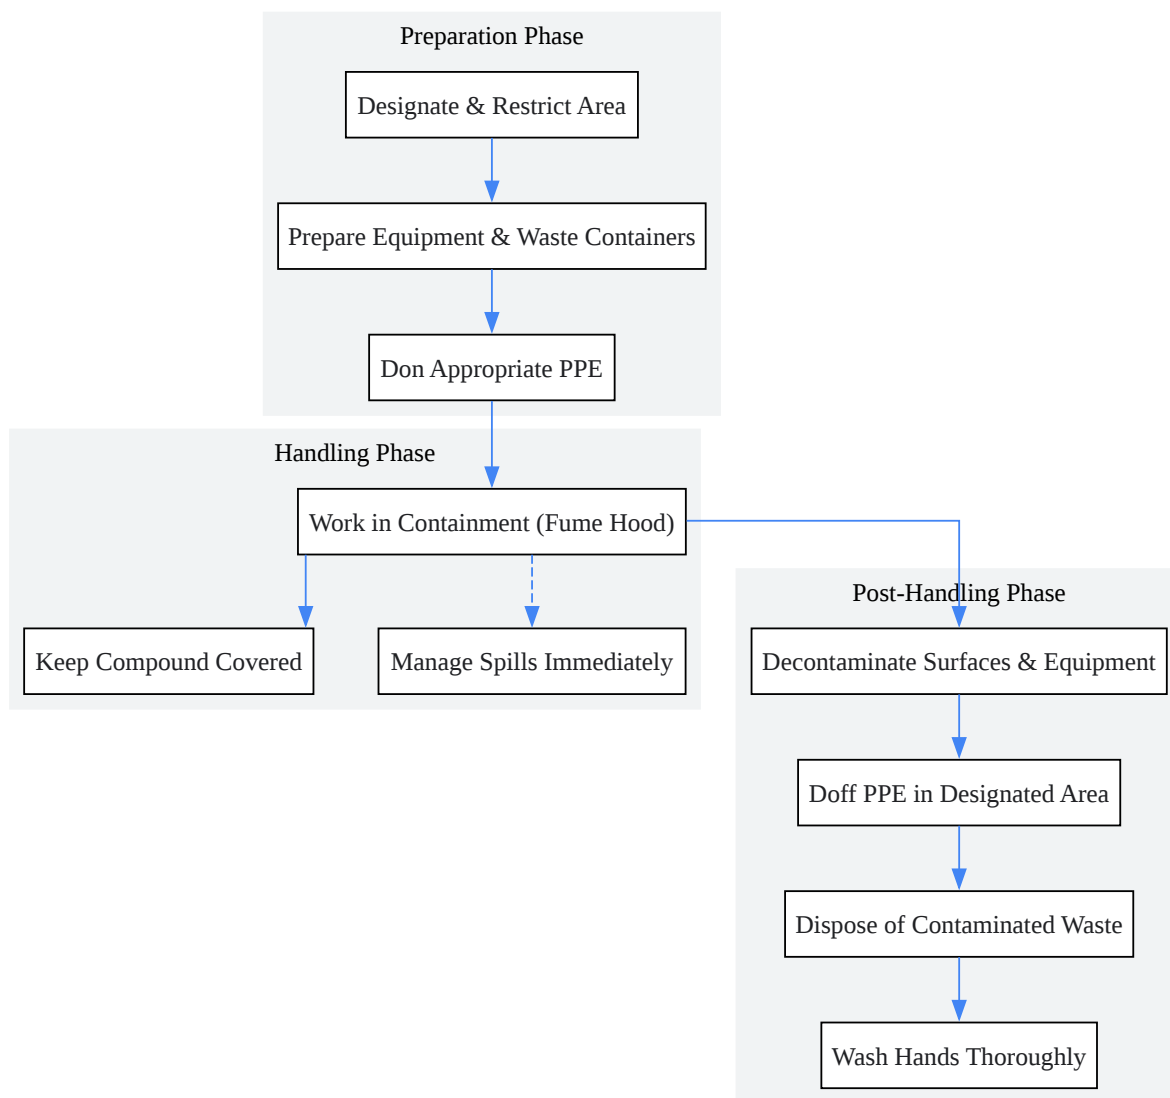 Preparation Phase
Designate & Restrict Area
Prepare Equipment & Waste Containers
Don Appropriate PPE
Handling Phase
Work in Containment (Fume Hood)
Keep Compound Covered
Manage Spills Immediately
Post-Handling Phase
Decontaminate Surfaces & Equipment
Doff PPE in Designated Area
Dispose of Contaminated Waste
Wash Hands Thoroughly